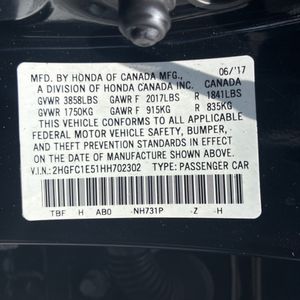 MFD. BY HONDA OF CANADA MFG., 06/'17
A DIVISION OF HONDA CANADA INC. CANADA
GVWR 3858LBS GAWR F 2017LBS R 1841LBS
GVWR 1750KG GAWR F 915KG R 835KG
THIS VEHICLE CONFORMS TO ALL APPLICABLE
FEDERAL MOTOR VEHICLE SAFETY, BUMPER, AND
THEFT PREVENTION STANDARDS IN EFFECT ON THE
DATE OF MANUFACTURE SHOWN ABOVE.
V.I.N: 2HGFC1E51HH702302 TYPE: PASSENGER CAR
TBF H AB0 NH731P -Z -H